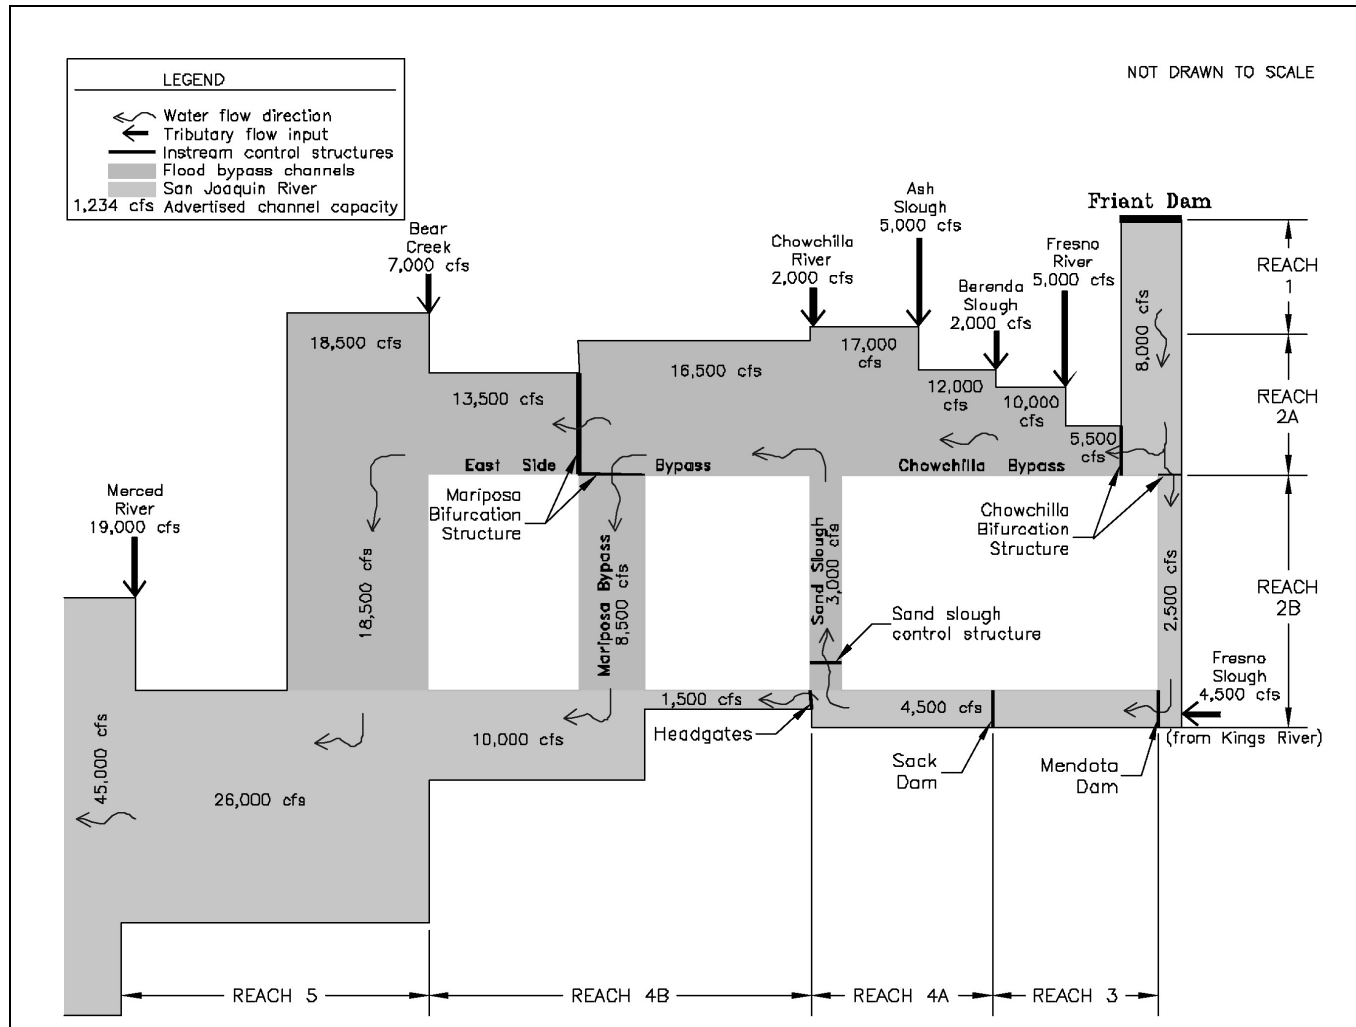 NOT DRAWN TO SCALE
LEGEND
Water flow direction
Tributary flow input
Instream control structures
Flood bypass channels
San Joaquin River
1,234 cfs Advertised channel capacity
Bear
Creek
7,000 cfs
Chowchilla
River
2,000 cfs
Ash
Slough
5,000 cfs
Berenda
Slough
2,000 cfs
Fresno
River
5,000 cfs
Friant Dam
REACH
1
8,000 cfs
18,500 cfs
13,500 cfs
16,500 cfs
17,000
cfs
12,000
cfs
10,000
cfs
5,500
cfs
REACH
2A
East Side Bypass
Chowchilla Bypass
Merced
River
19,000 cfs
Mariposa
Bifurcation
Structure
Chowchilla
Bifurcation
Structure
18,500 cfs
Mariposa Bypass
8,500 cfs
Sand Slough
3,000 cfs
2,500 cfs
REACH
2B
Sand slough
control structure
Fresno
Slough
4,500 cfs
(from Kings River)
1,500 cfs
4,500 cfs
Headgates
10,000 cfs
Sack
Dam
Mendota
Dam
45,000 cfs
26,000 cfs
REACH 5
REACH 4B
REACH 4A
REACH 3